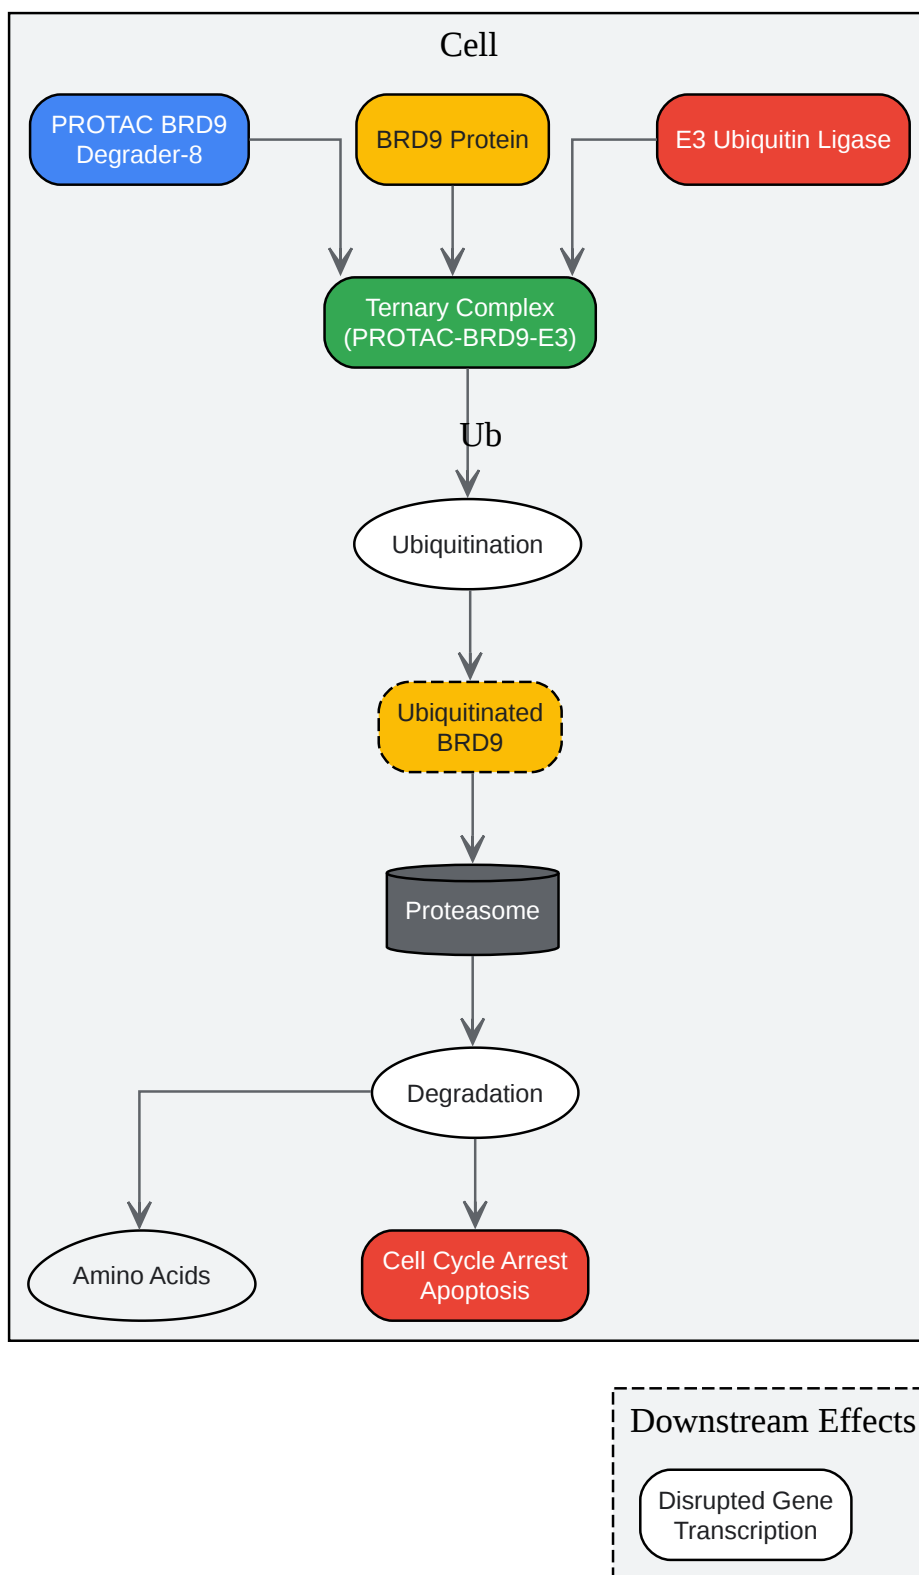 Cell
PROTAC BRD9
Degrader-8
BRD9 Protein
E3 Ubiquitin Ligase
Ternary Complex
(PROTAC-BRD9-E3)
Ub
Ubiquitination
Ubiquitinated
BRD9
Proteasome
Degradation
Amino Acids
Cell Cycle Arrest
Apoptosis
Downstream Effects
Disrupted Gene
Transcription